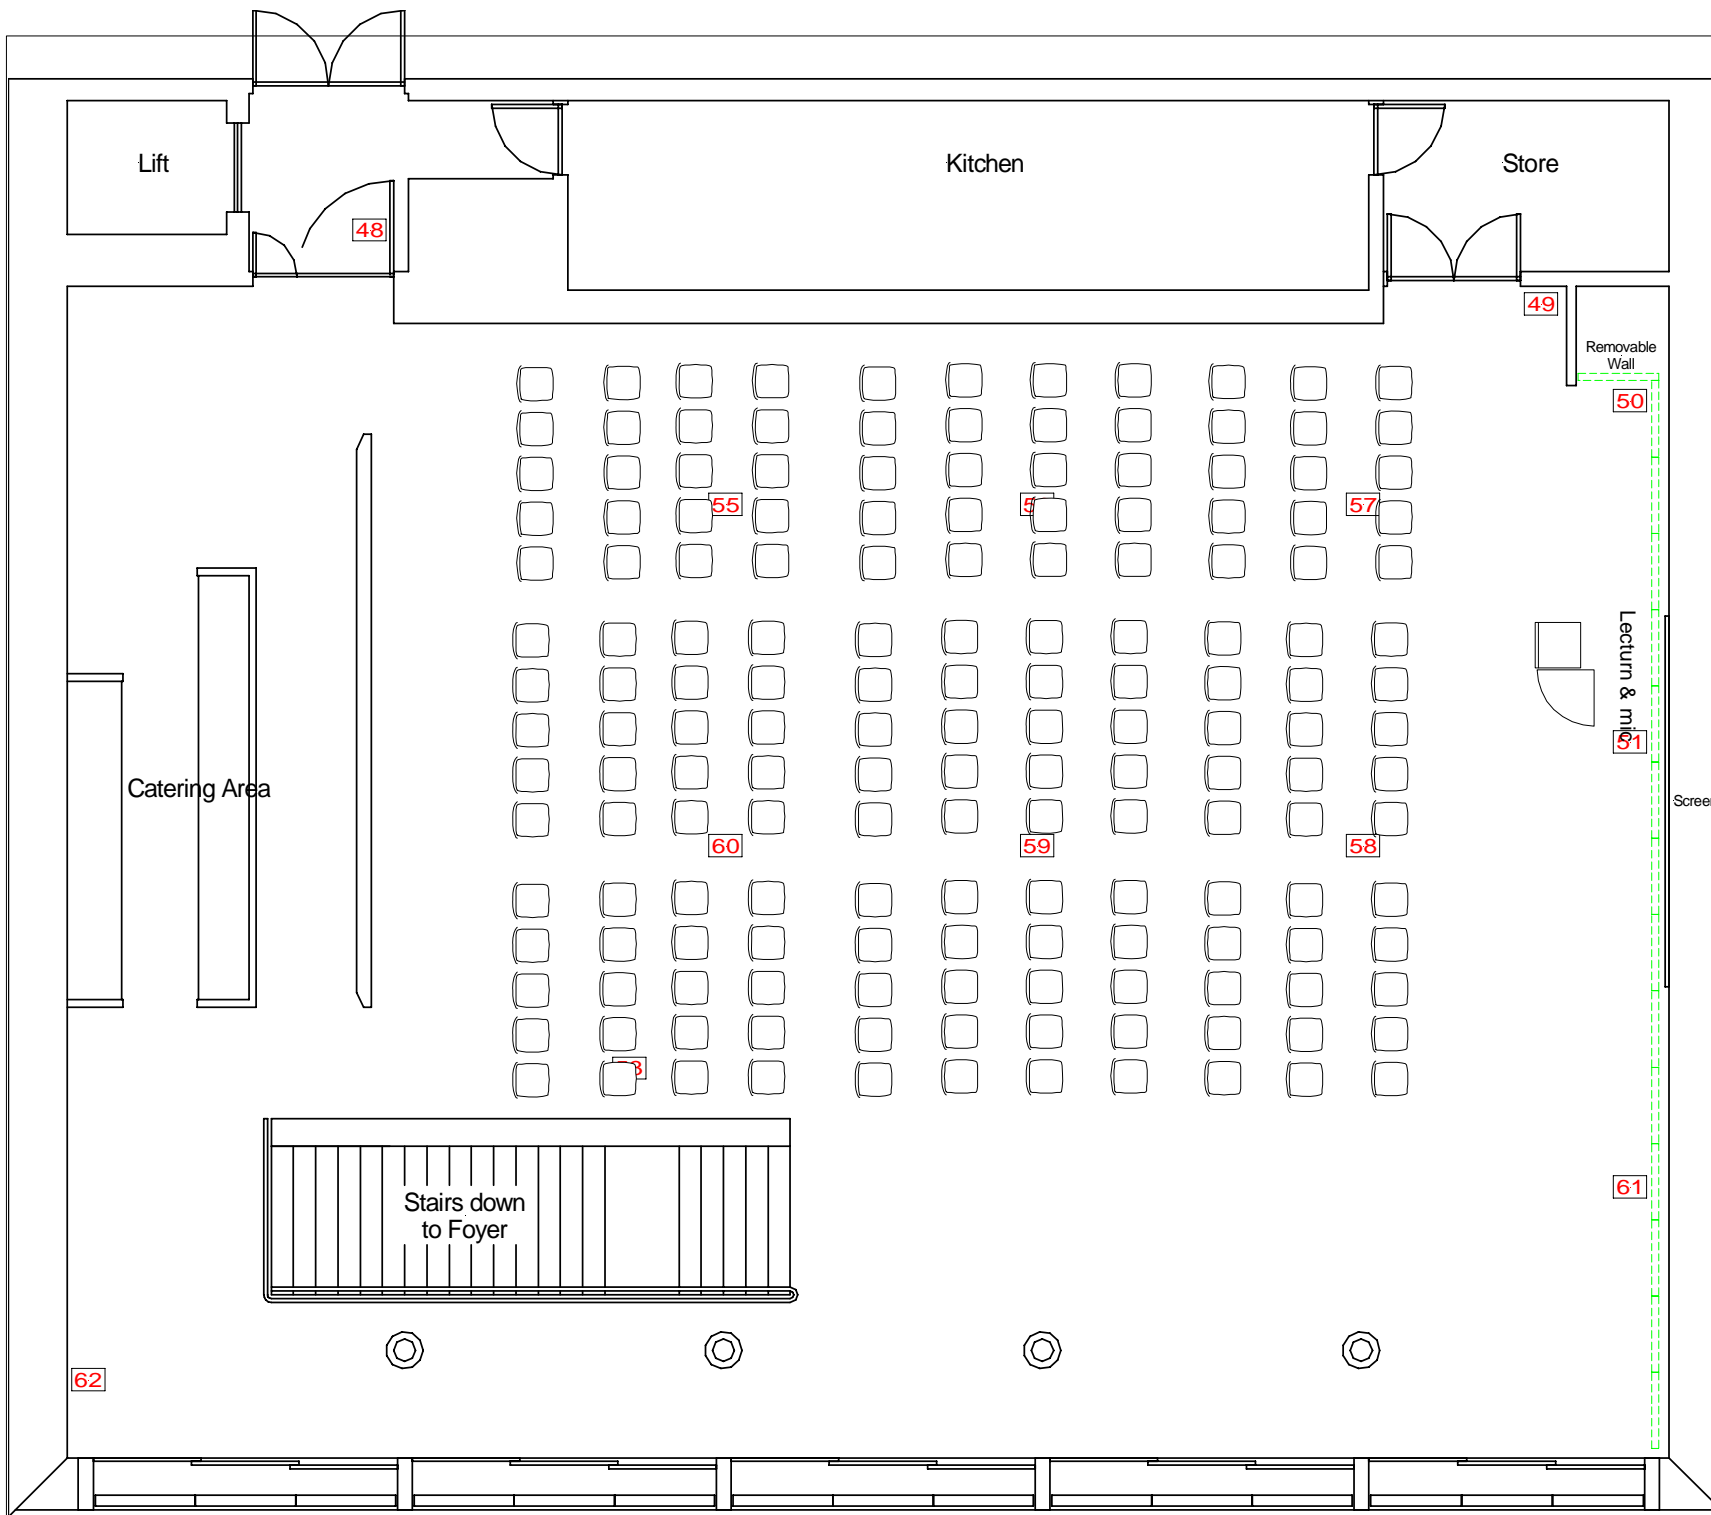 Lift
Kitchen
Store
48
49
Removable
Wall
50
55
57
Lecturn & mic
51
Catering Area
Screen
60
59
58
61
Stairs down
to Foyer
62